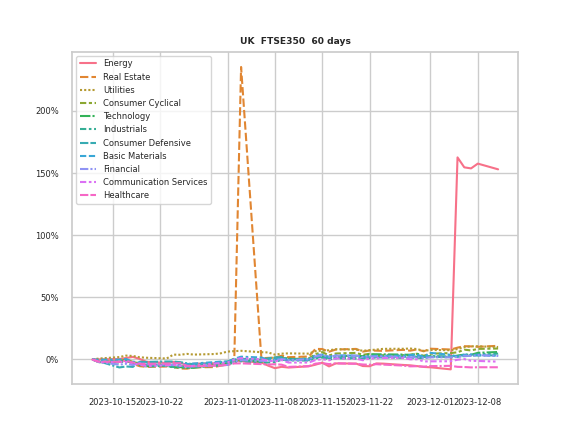 UK FTSE350 60 days
Energy
Real Estate
Utilities
Consumer Cyclical
Technology
Industrials
Consumer Defensive
Basic Materials
Financial
Communication Services
Healthcare
200%
150%
100%
50%
0%
2023-10-15 2023-10-22 2023-11-01 2023-11-08 2023-11-15 2023-11-22 2023-12-01 2023-12-08